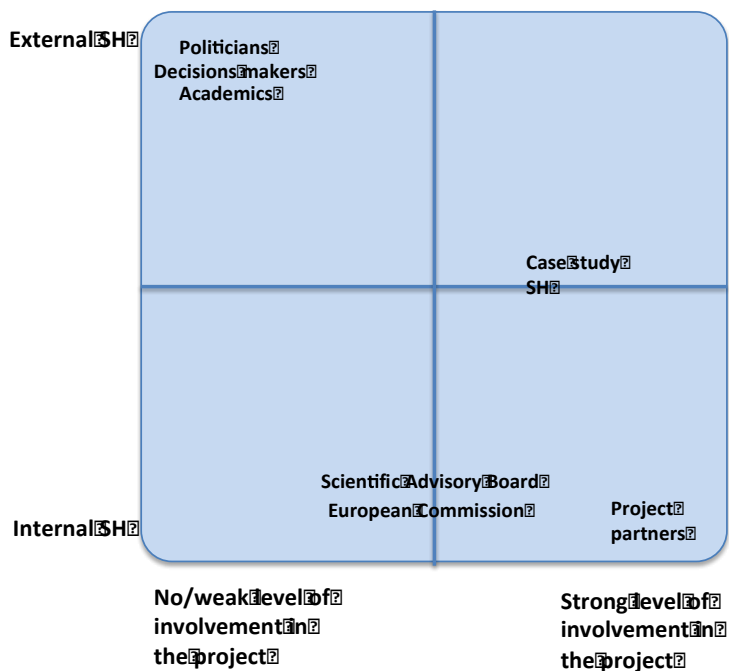 External SH
Politicians
Decisions makers
Academics
Case study
SH
Scientific Advisory Board
European Commission
Project
partners
Internal SH
No/weak level of
involvement in
the project
Strong level of
involvement in
the project